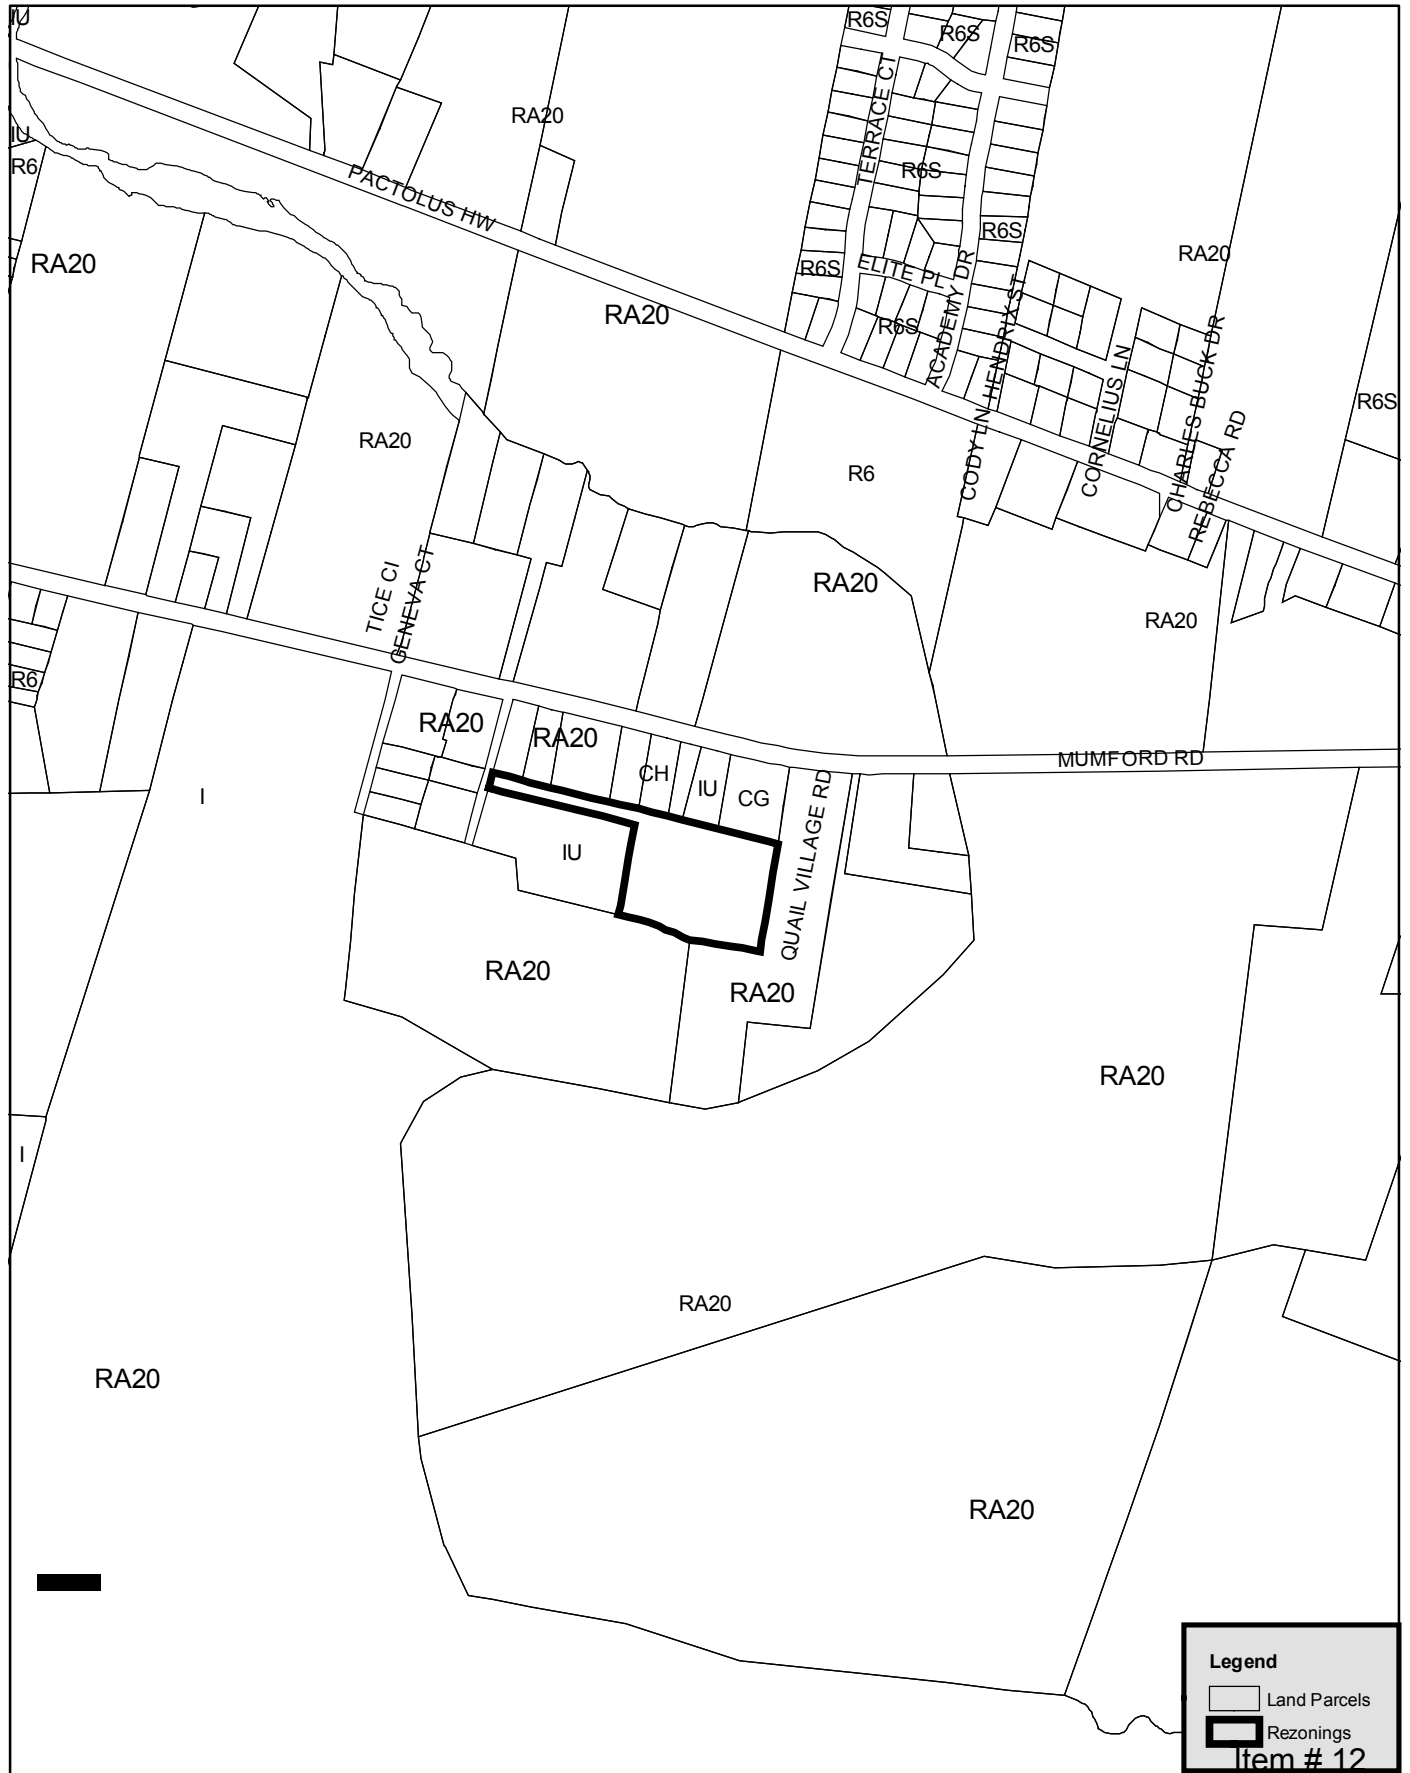 IU
R6S
R6S
R6S
TERRACE CT
RA20
IU
R6
R6S
PACTOLUS HW
R6S
RA20
RA20
R6S
ELITE PL
ACADEMY DR
RA20
R6S
HENDRIX ST
CODY LN
CORNELIUS LN
CHARLES BUCK DR
REBECCA RD
R6S
RA20
R6
TICE CI
GENEVA CT
RA20
RA20
R6
RA20
RA20
MUMFORD RD
CH
IU
CG
I
QUAIL VILLAGE RD
IU
RA20
RA20
RA20
I
RA20
RA20
RA20
Legend
Land Parcels
Rezonings
Item # 12